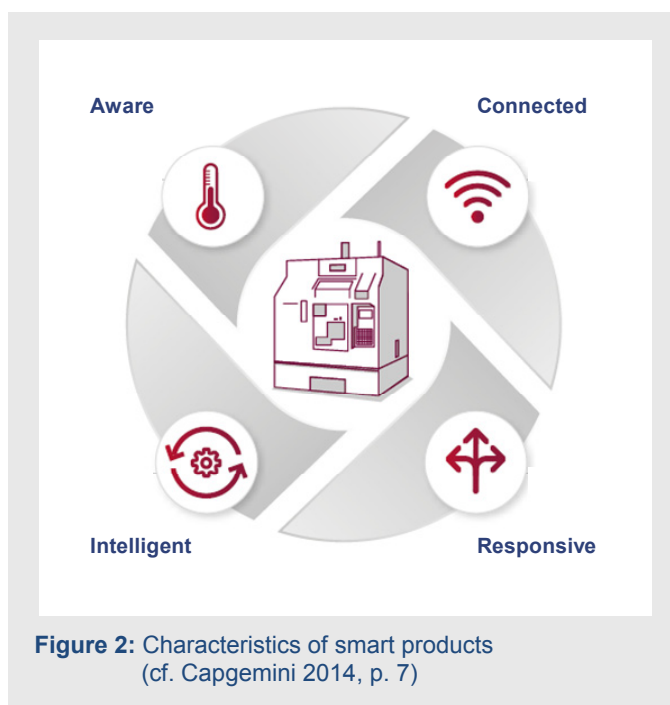 Aware
Connected
Intelligent
Responsive
Figure 2: Characteristics of smart products
(cf. Capgemini 2014, p. 7)